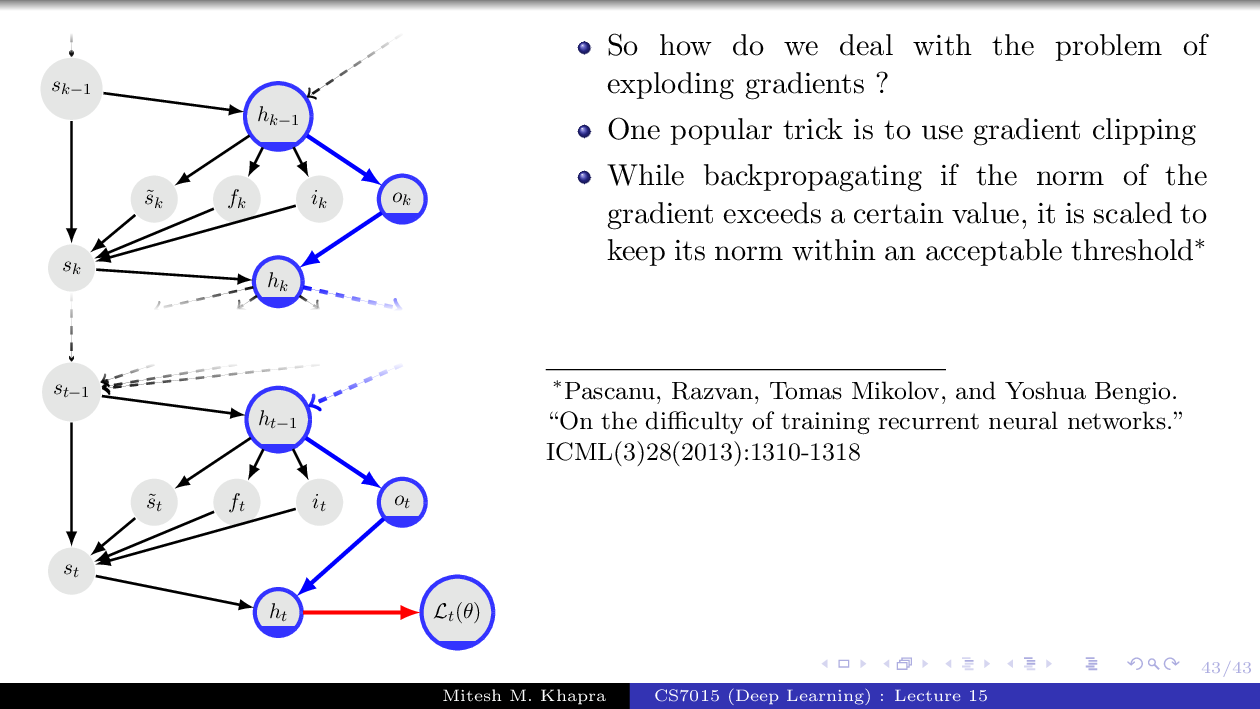 So how do we deal with the problem of
exploding gradients ?
One popular trick is to use gradient clipping
While backpropagating if the norm of the
gradient exceeds a certain value, it is scaled to
keep its norm within an acceptable threshold*
*Pascanu, Razvan, Tomas Mikolov, and Yoshua Bengio.
“On the difficulty of training recurrent neural networks.”
ICML(3)28(2013):1310-1318
s_{k−1}
h_{k−1}
s̃_k f_k i_k o_k
s_k
h_k
s_{t−1}
h_{t−1}
s̃_t f_t i_t o_t
s_t
h_t ℒ_t(θ)
43/43
Mitesh M. Khapra CS7015 (Deep Learning) : Lecture 15